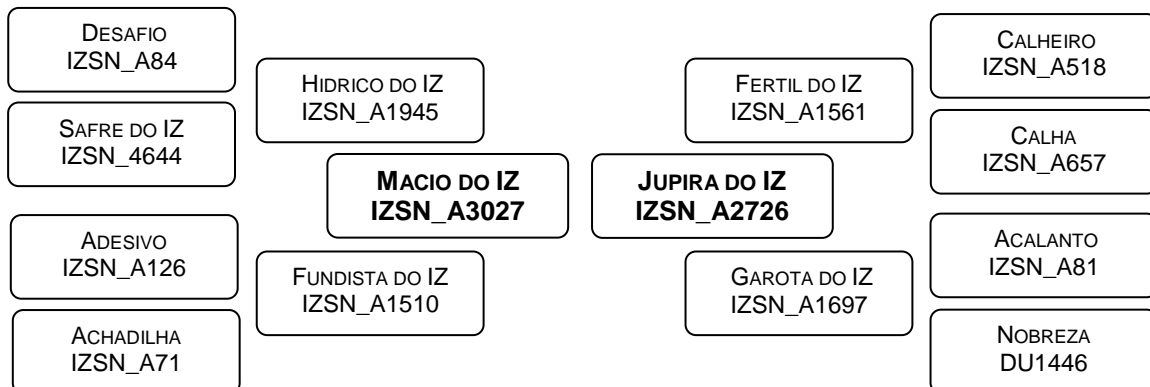 DESAFIO
IZSN_A84
SAFRE DO IZ
IZSN_4644
ADESIVO
IZSN_A126
ACHADILHA
IZSN_A71
HIDRICO DO IZ
IZSN_A1945
FUNDISTA DO IZ
IZSN_A1510
MACIO DO IZ
IZSN_A3027
JUPIRA DO IZ
IZSN_A2726
FERTIL DO IZ
IZSN_A1561
GAROTA DO IZ
IZSN_A1697
CALHEIRO
IZSN_A518
CALHA
IZSN_A657
ACALANTO
IZSN_A81
NOBREZA
DU1446